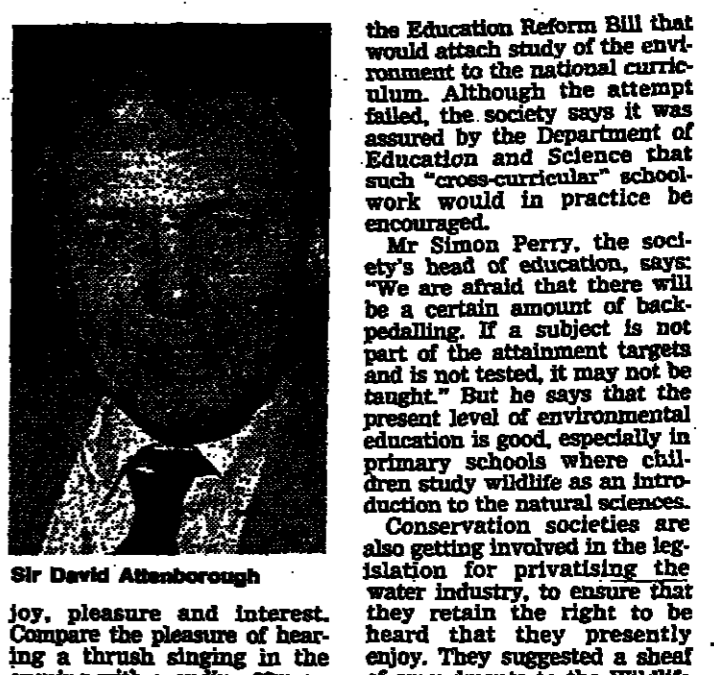 Sir David Attenborough
joy, pleasure and interest.
Compare the pleasure of hear-
ing a thrush singing in the
the Education Reform Bill that
would attach study of the envi-
ronment to the national curric-
ulum. Although the attempt
failed, the society says it was
assured by the Department of
Education and Science that
such "cross-curricular" school-
work would in practice be
encouraged.
Mr Simon Perry, the soci-
ety's head of education, says:
"We are afraid that there will
be a certain amount of back-
pedalling. If a subject is not
part of the attainment targets
and is not tested, it may not be
taught." But he says that the
present level of environmental
education is good, especially in
primary schools where chil-
dren study wildlife as an intro-
duction to the natural sciences.
Conservation societies are
also getting involved in the leg-
islation for privatising the
water industry, to ensure that
they retain the right to be
heard that they presently
enjoy. They suggested a sheaf